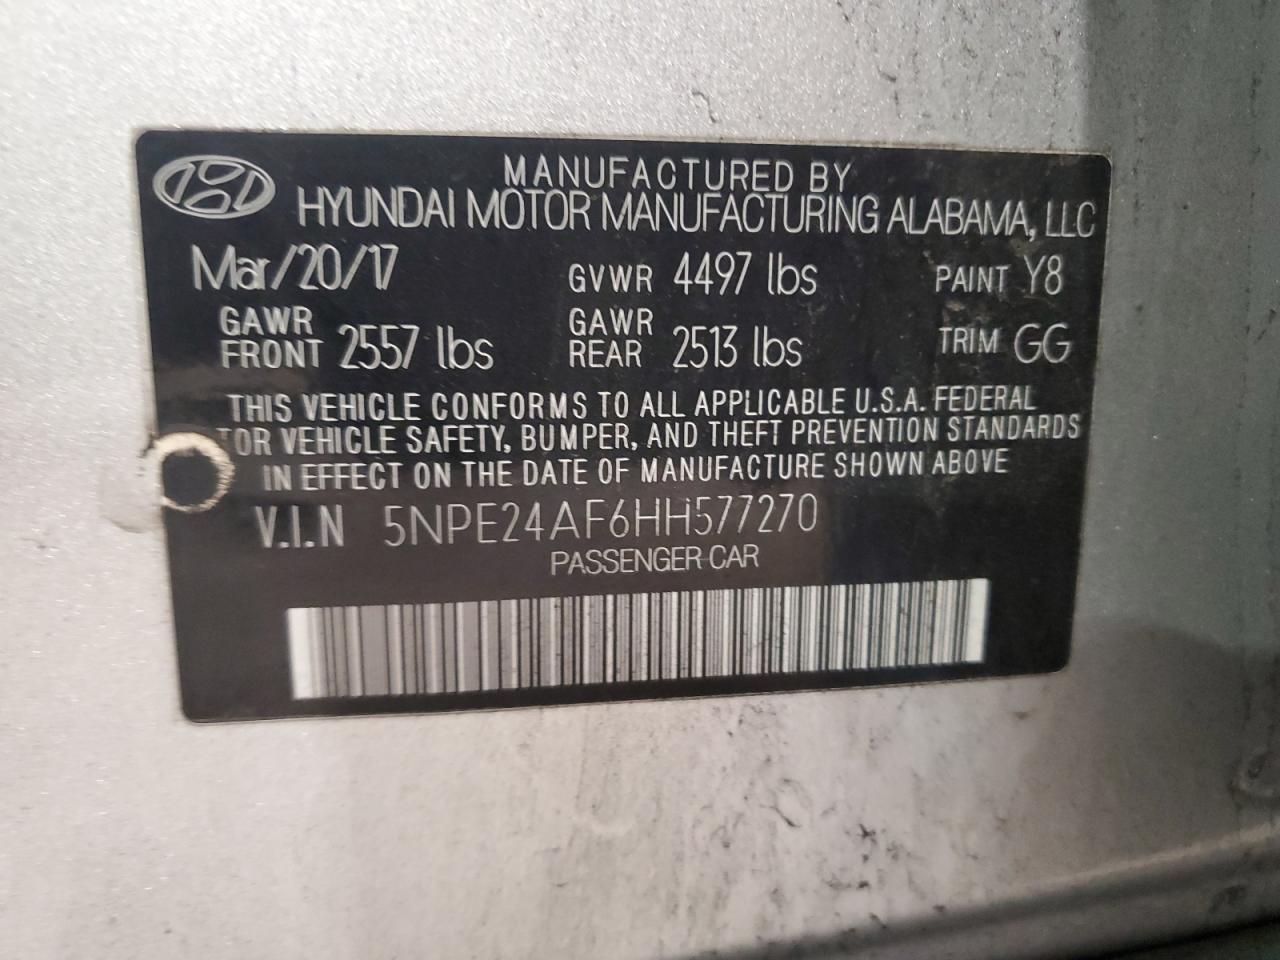 MANUFACTURED BY
HYUNDAI MOTOR MANUFACTURING ALABAMA, LLC
Mar/20/17 GVWR 4497 lbs PAINT Y8
GAWR FRONT 2557 lbs GAWR REAR 2513 lbs TRIM GG
THIS VEHICLE CONFORMS TO ALL APPLICABLE U.S.A. FEDERAL
TOR VEHICLE SAFETY, BUMPER, AND THEFT PREVENTION STANDARDS
IN EFFECT ON THE DATE OF MANUFACTURE SHOWN ABOVE
V.I.N 5NPE24AF6HH577270
PASSENGER CAR